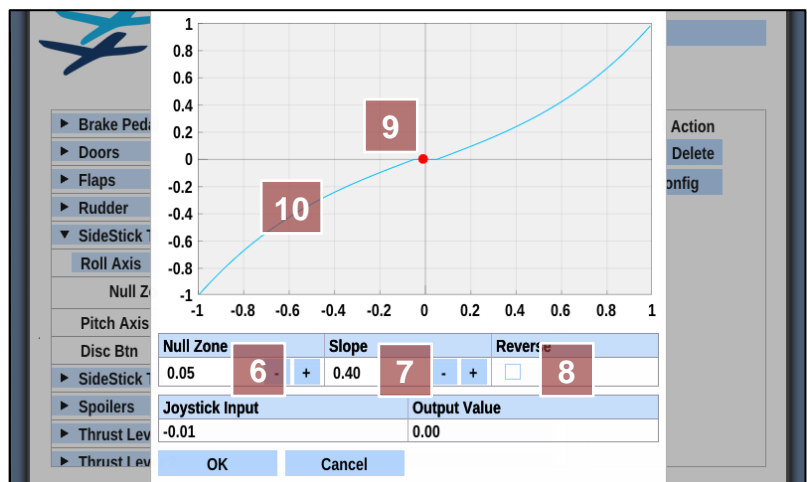 1
0.8
0.6
0.4
0.2
0
-0.2
-0.4
-0.6
-0.8
-1
-1 -0.8 -0.6 -0.4 -0.2 0 0.2 0.4 0.6 0.8 1
9
10
Brake Peda
Doors
Flaps
Rudder
SideStick T
Roll Axis
Null Zo
Pitch Axis
Disc Btn
SideStick T
Spoilers
Thrust Lev
Thrust Lev
Action
Delete
onfig
Null Zone Slope Reverse
0.05 6 - + 0.40 7 - + 8
Joystick Input Output Value
-0.01 0.00
OK Cancel